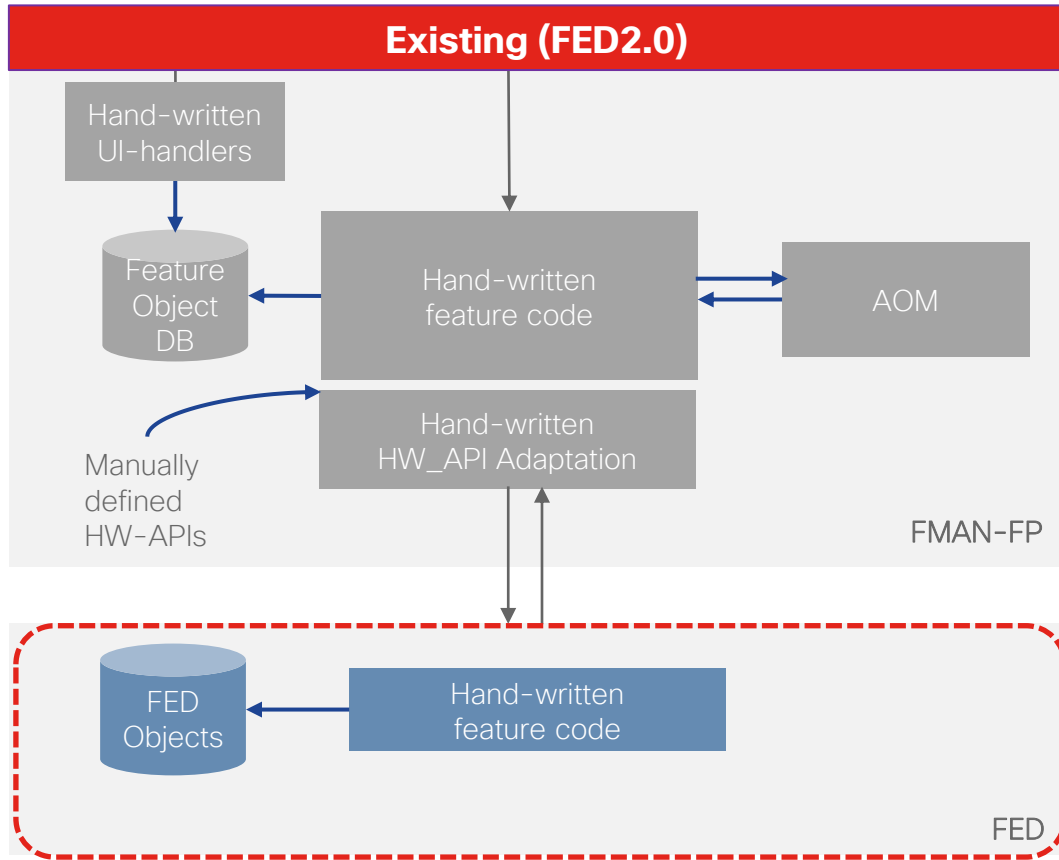 Existing (FED2.0)
Hand-written
UI-handlers
Feature
Object
DB
Hand-written
feature code
AOM
Hand-written
HW_API Adaptation
Manually
defined
HW-APIs
FMAN-FP
FED
Objects
Hand-written
feature code
FED